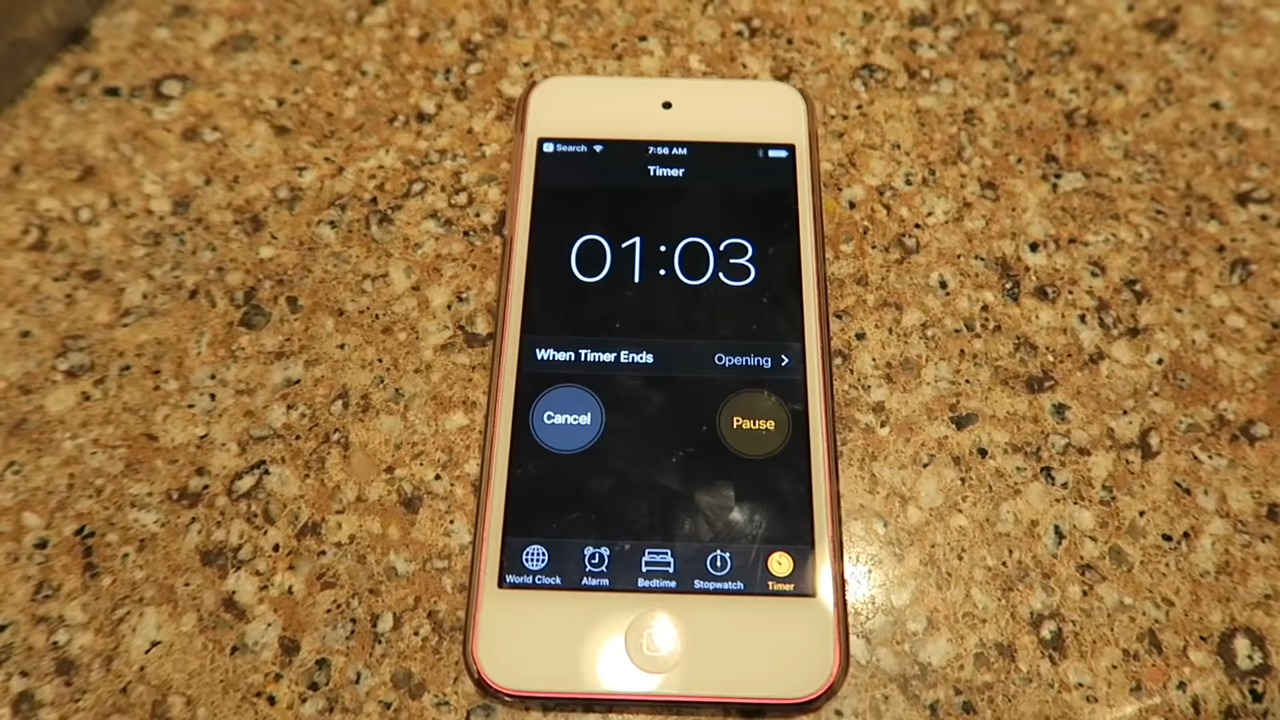 Search 7:56 AM
Timer
01:03
When Timer Ends Opening
Cancel Pause
World Clock Alarm Bedtime Stopwatch Timer